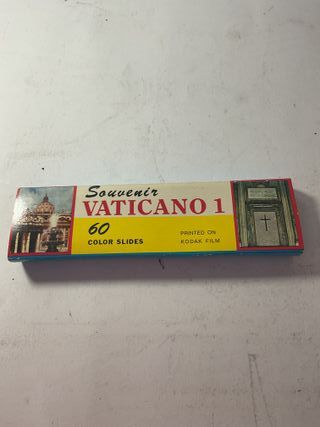 Souvenir
VATICANO 1
60
COLOR SLIDES
PRINTED ON
KODAK FILM